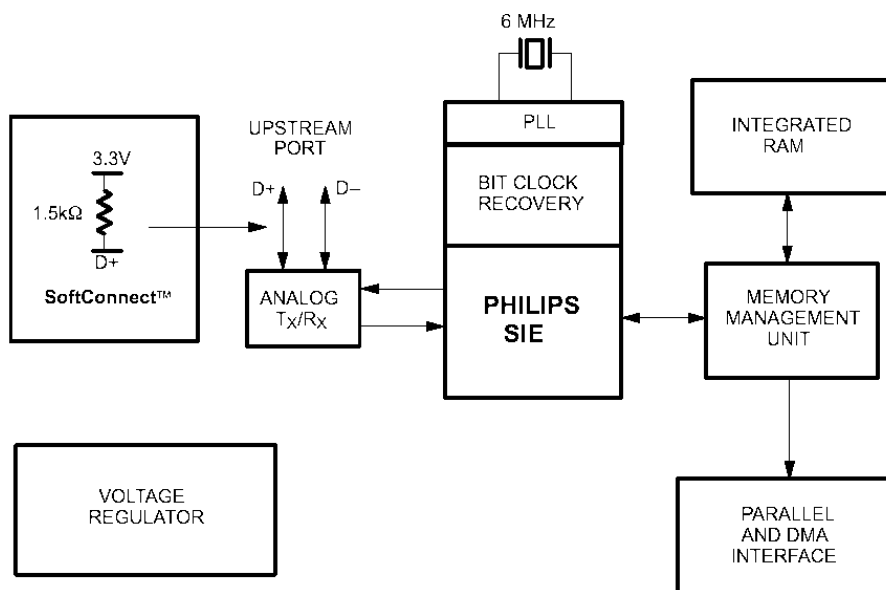 6 MHz
PLL
BIT CLOCK
RECOVERY
PHILIPS
SIE
UPSTREAM
PORT
D+
D–
ANALOG
TX/RX
3.3V
1.5kΩ
D+
SoftConnect™
INTEGRATED
RAM
MEMORY
MANAGEMENT
UNIT
VOLTAGE
REGULATOR
PARALLEL
AND DMA
INTERFACE